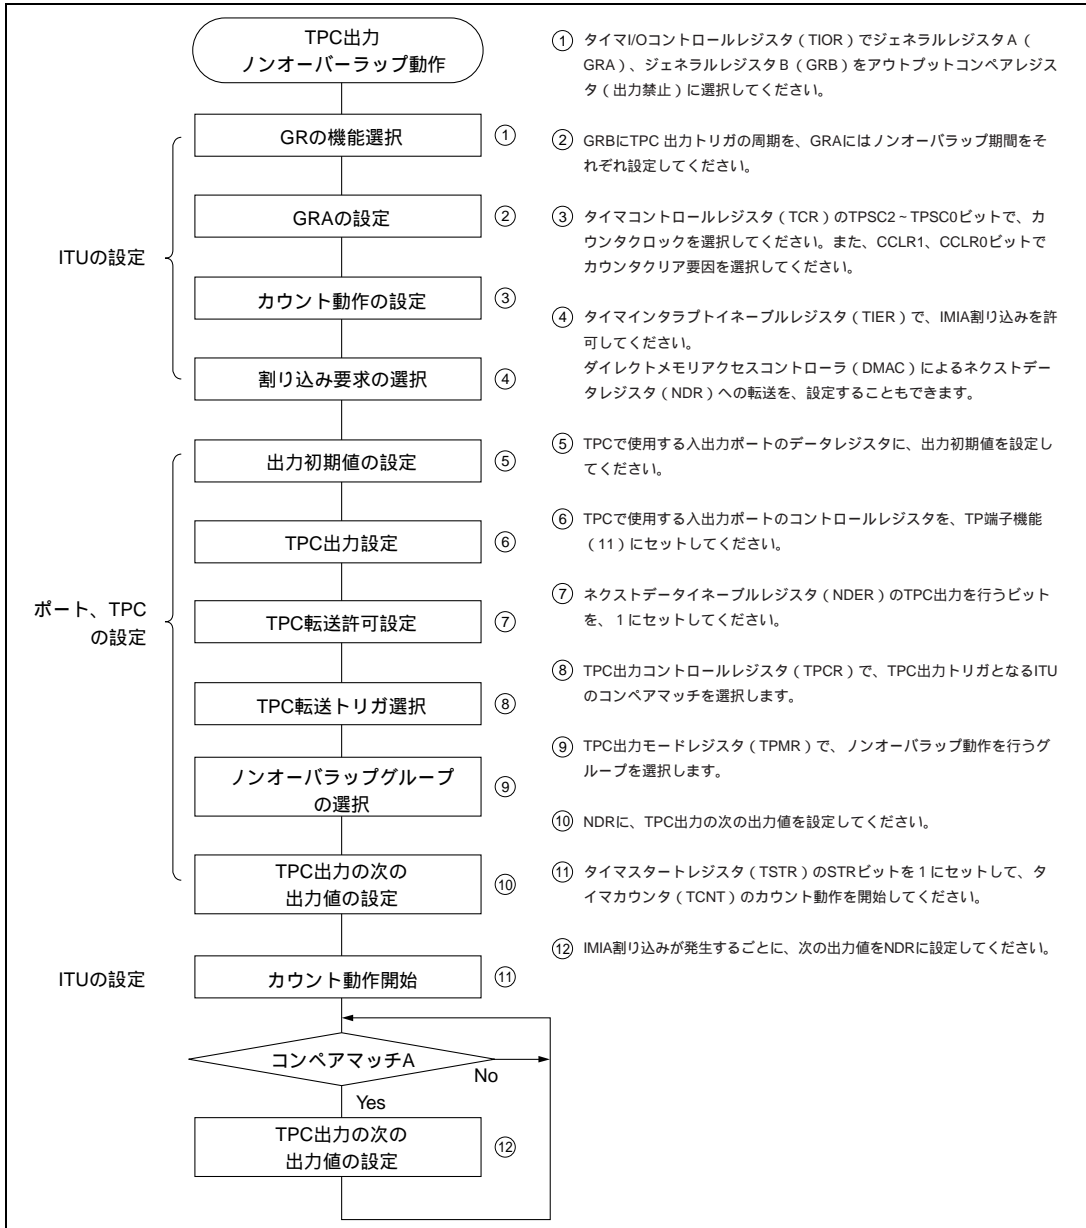 TPC出力
ノンオーバーラップ動作
ITUの設定
GRの機能選択
①
GRAの設定
②
カウント動作の設定
③
割り込み要求の選択
④
ポート、TPC
の設定
出力初期値の設定
⑤
TPC出力設定
⑥
TPC転送許可設定
⑦
TPC転送トリガ選択
⑧
ノンオーバラップグループ
の選択
⑨
TPC出力の次の
出力値の設定
⑩
ITUの設定
カウント動作開始
⑪
コンペアマッチA
No
Yes
TPC出力の次の
出力値の設定
⑫
① タイマI/Oコントロールレジスタ(TIOR)でジェネラルレジスタA(
GRA)、ジェネラルレジスタB(GRB)をアウトプットコンペアレジス
タ(出力禁止)に選択してください。
② GRBにTPC 出力トリガの周期を、GRAにはノンオーバラップ期間をそ
れぞれ設定してください。
③ タイマコントロールレジスタ(TCR)のTPSC2~TPSC0ビットで、カ
ウンタクロックを選択してください。また、CCLR1、CCLR0ビットで
カウンタクリア要因を選択してください。
④ タイマインタラプトイネーブルレジスタ(TIER)で、IMIA割り込みを許
可してください。
ダイレクトメモリアクセスコントローラ(DMAC)によるネクストデー
タレジスタ(NDR)への転送を、設定することもできます。
⑤ TPCで使用する入出力ポートのデータレジスタに、出力初期値を設定し
てください。
⑥ TPCで使用する入出力ポートのコントロールレジスタを、TP端子機能
(11)にセットしてください。
⑦ ネクストデータイネーブルレジスタ(NDER)のTPC出力を行うビット
を、1にセットしてください。
⑧ TPC出力コントロールレジスタ(TPCR)で、TPC出力トリガとなるITU
のコンペアマッチを選択します。
⑨ TPC出力モードレジスタ(TPMR)で、ノンオーバラップ動作を行うグ
ループを選択します。
⑩ NDRに、TPC出力の次の出力値を設定してください。
⑪ タイマスタートレジスタ(TSTR)のSTRビットを1にセットして、タ
イマカウンタ(TCNT)のカウント動作を開始してください。
⑫ IMIA割り込みが発生するごとに、次の出力値をNDRに設定してください。